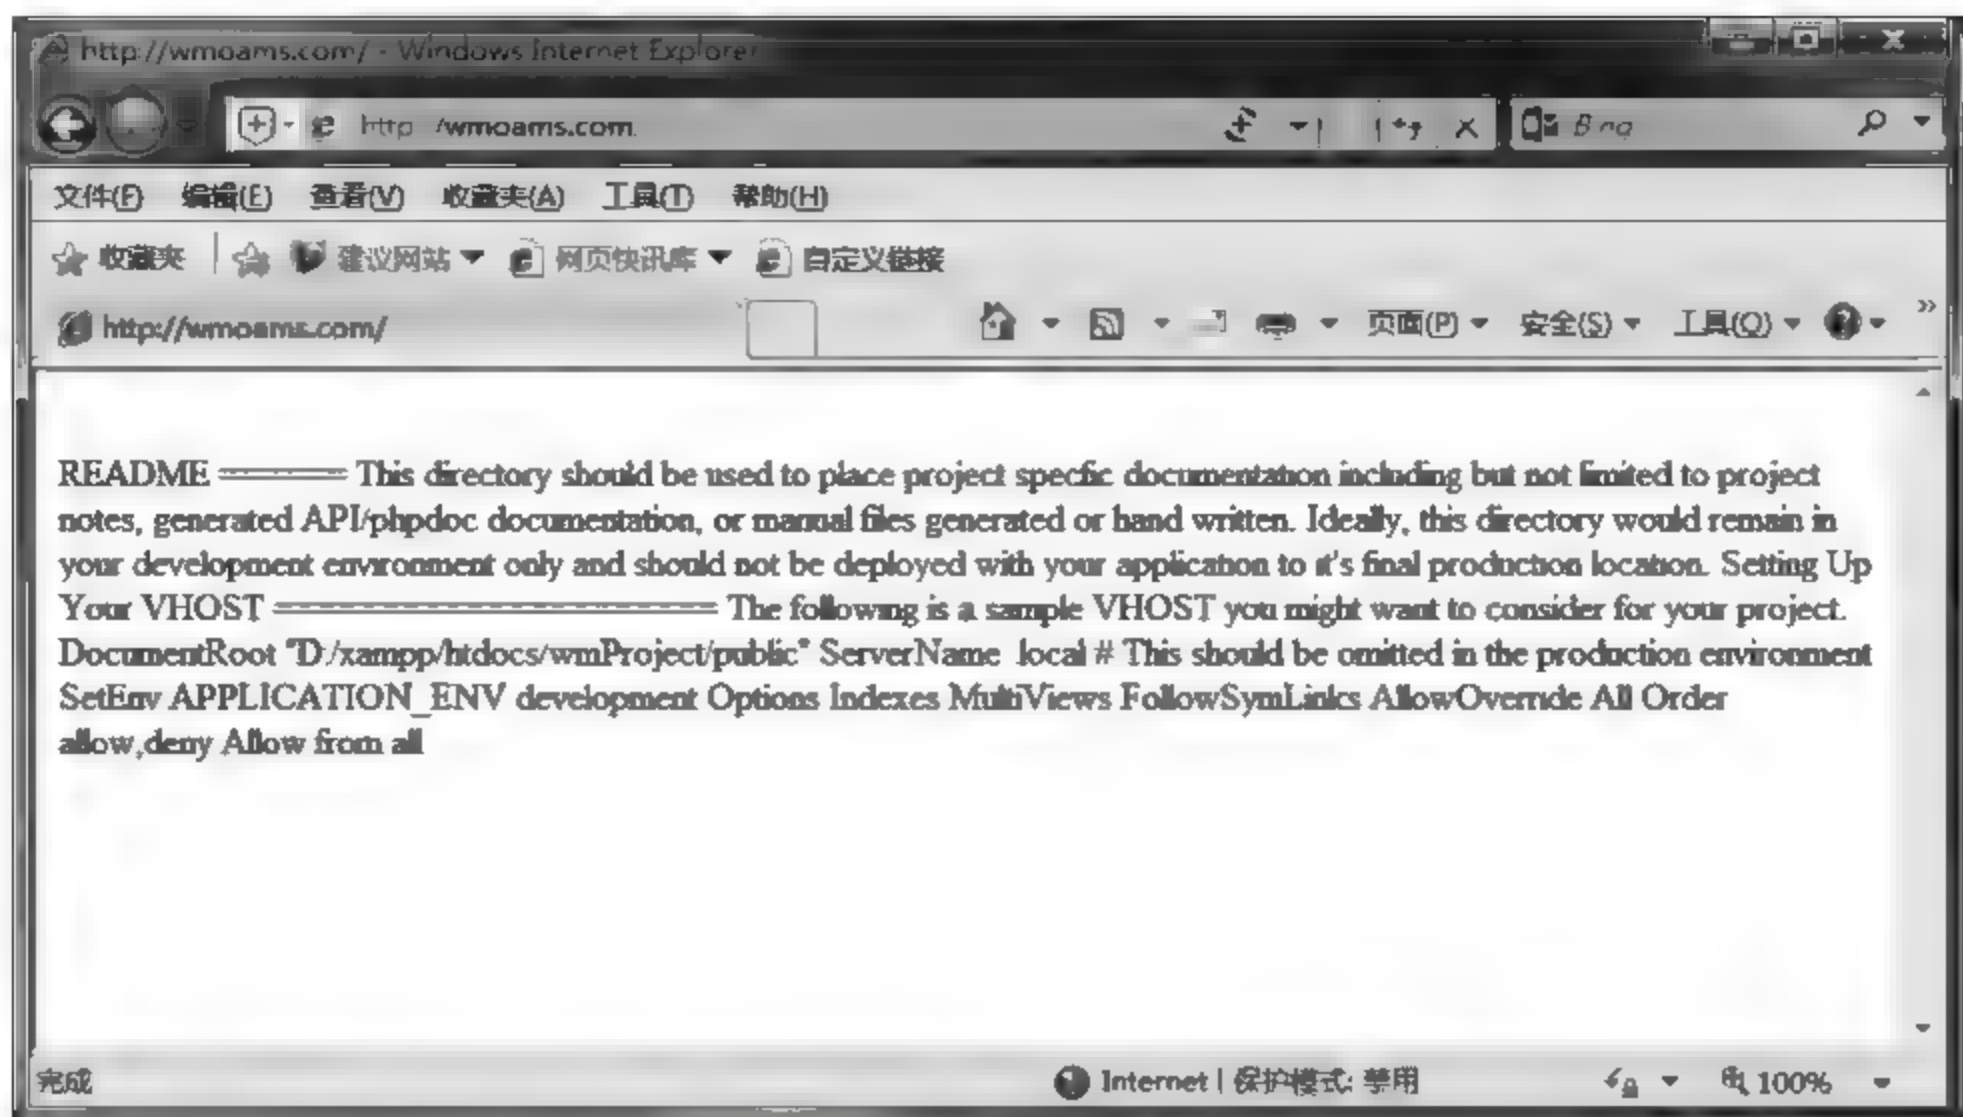 http://wmoams.com/ - Windows Internet Explorer
http /wmoams.com. Bing
文件(F) 编辑(E) 查看(V) 收藏夹(A) 工具(T) 帮助(H)
收藏夹 建议网站 网页快讯库 自定义链接
http://wmoams.com/ 页面(P) 安全(S) 工具(O) »
README ======= This directory should be used to place project specfic documentation including but not limited to project
notes, generated API/phpdoc documentation, or manual files generated or hand written. Ideally, this directory would remain in
your development environment only and should not be deployed with your application to it's final production location. Setting Up
Your VHOST ======================== The following is a sample VHOST you might want to consider for your project.
DocumentRoot "D:/xampp/htdocs/wmProject/public" ServerName .local # This should be omitted in the production environment
SetEnv APPLICATION_ENV development Options Indexes MultiViews FollowSymLinks AllowOverride All Order
allow,deny Allow from all
完成 Internet | 保护模式: 禁用 100%